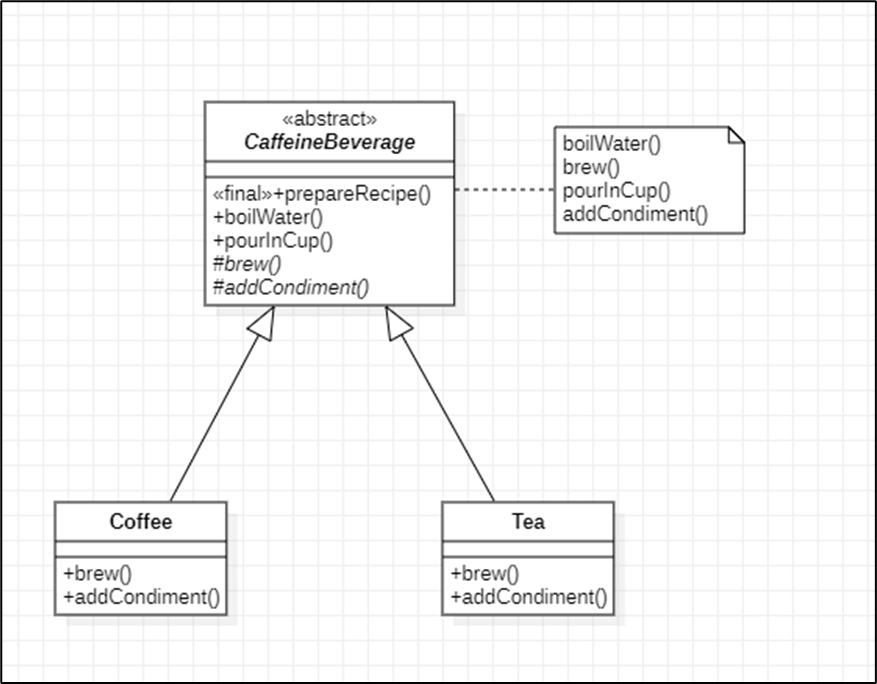 «abstract»
CaffeineBeverage
«final»+prepareRecipe()
+boilWater()
+pourInCup()
#brew()
#addCondiment()
boilWater()
brew()
pourInCup()
addCondiment()
Coffee
+brew()
+addCondiment()
Tea
+brew()
+addCondiment()